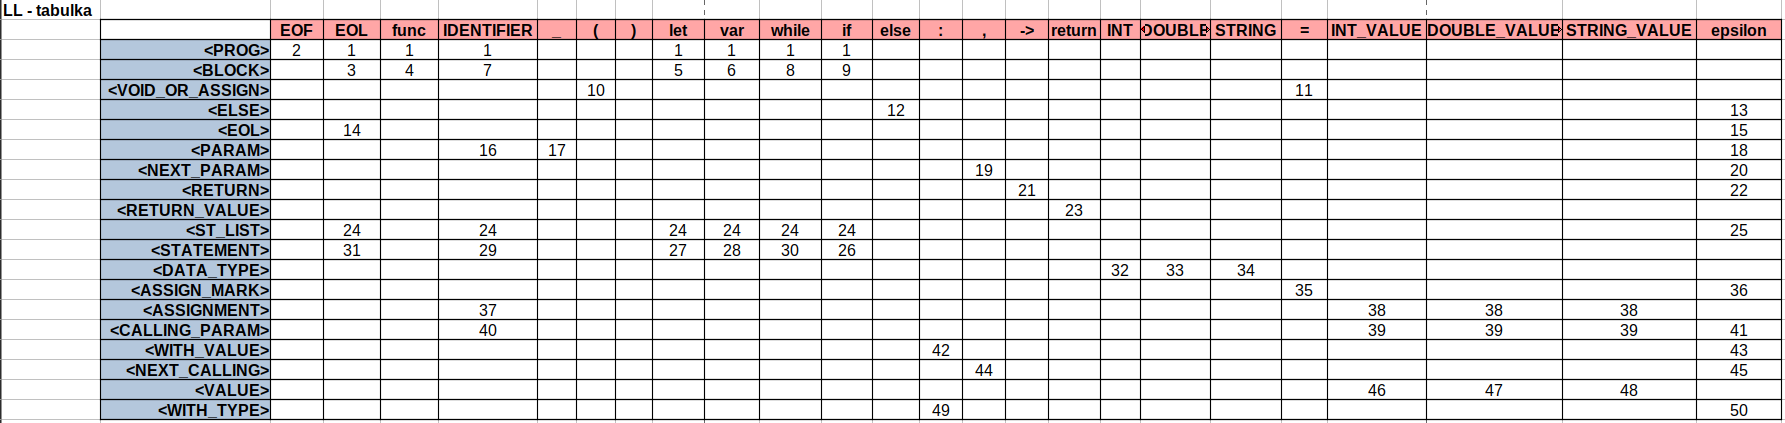 LL - tabulka
EOF EOL func IDENTIFIER _ ( ) let var while if else : , -> return INT DOUBLE STRING = INT_VALUE DOUBLE_VALUE STRING_VALUE epsilon
<PROG> 2 1 1 1 1 1 1 1
<BLOCK> 3 4 7 5 6 8 9
<VOID_OR_ASSIGN> 10 11
<ELSE> 12 13
<EOL> 14 15
<PARAM> 16 17 18
<NEXT_PARAM> 19 20
<RETURN> 21 22
<RETURN_VALUE> 23
<ST_LIST> 24 24 24 24 24 24 25
<STATEMENT> 31 29 27 28 30 26
<DATA_TYPE> 32 33 34
<ASSIGN_MARK> 35 36
<ASSIGNMENT> 37 38 38 38
<CALLING_PARAM> 40 39 39 39 41
<WITH_VALUE> 42 43
<NEXT_CALLING> 44 45
<VALUE> 46 47 48
<WITH_TYPE> 49 50